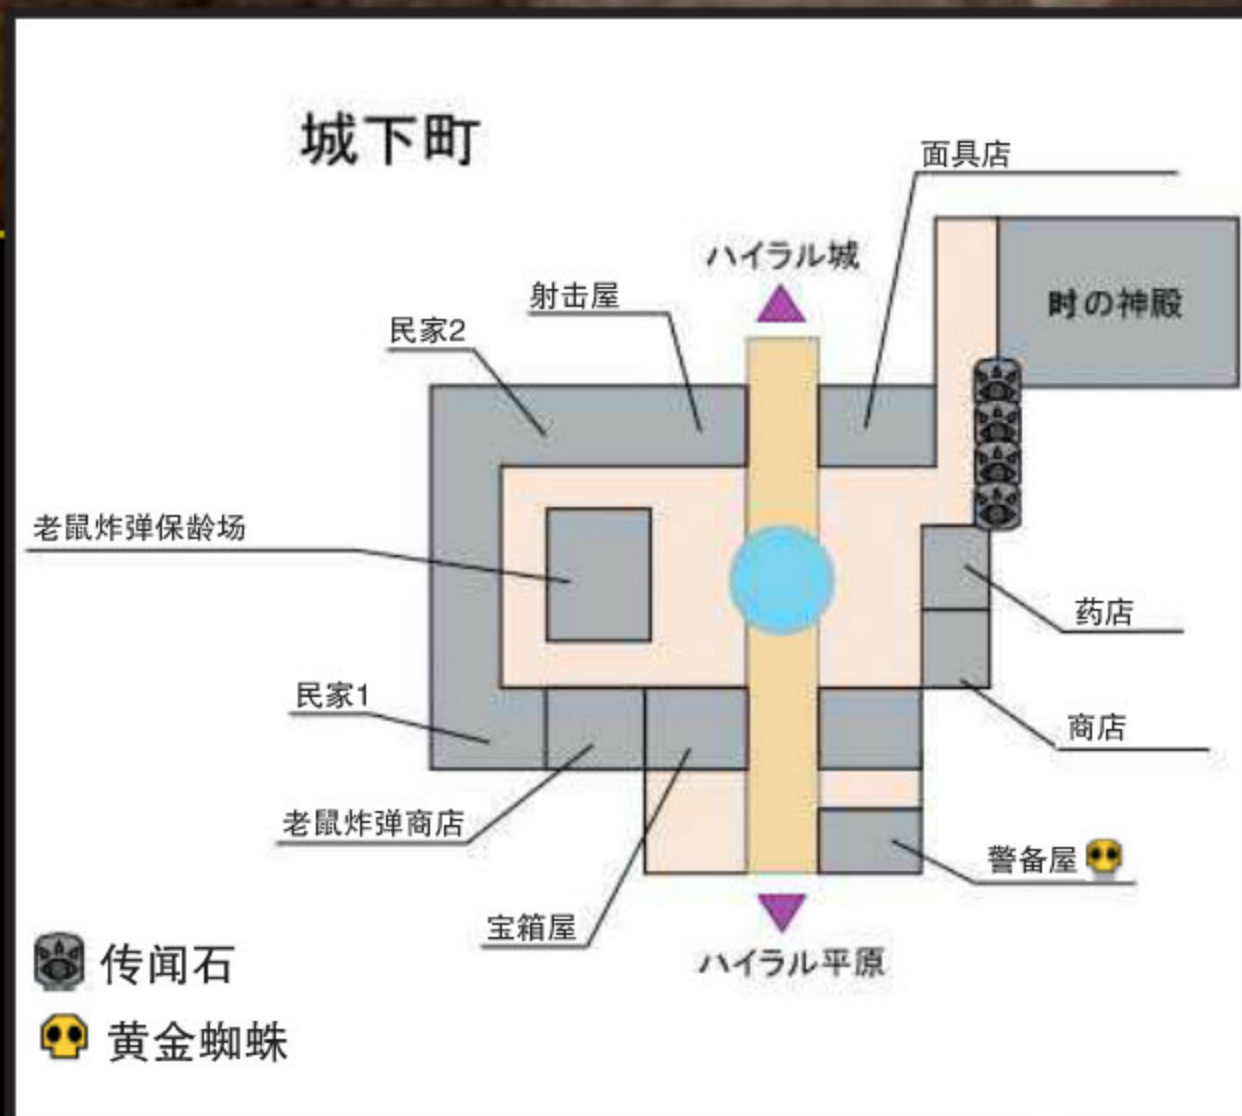 城下町
面具店
ハイラル城
射击屋
时の神殿
民家2
老鼠炸弹保龄场
药店
民家1
商店
老鼠炸弹商店
警备屋
宝箱屋
ハイラル平原
传闻石
黄金蜘蛛